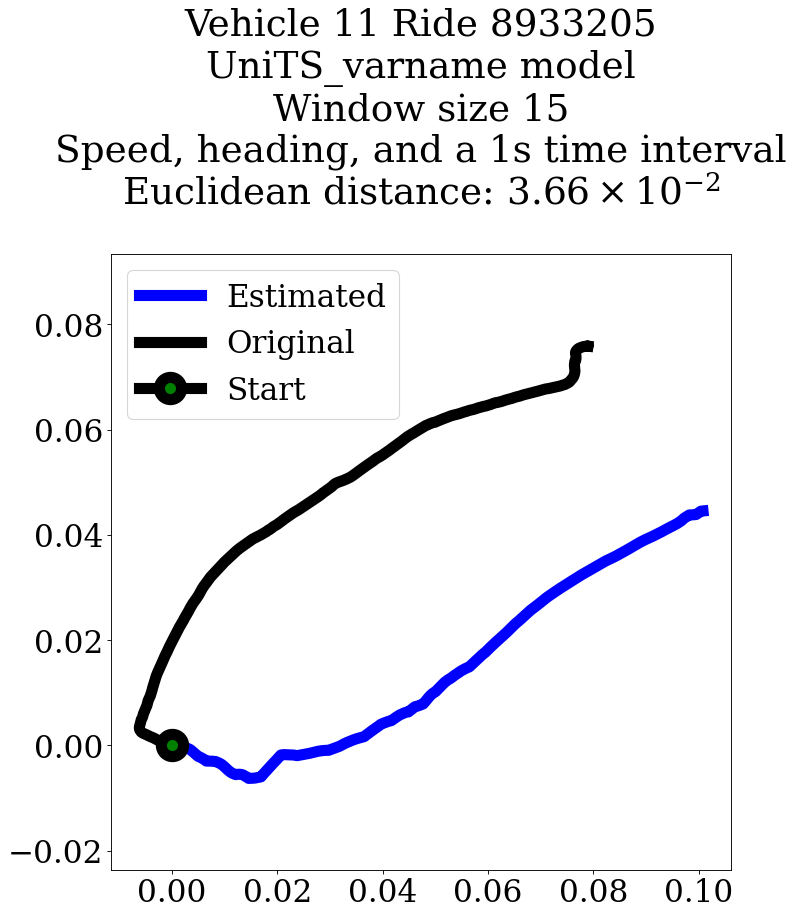 Vehicle 11 Ride 8933205
UniTS_varname model
Window size 15
Speed, heading, and a 1s time interval
Euclidean distance: 3.66 × 10⁻²
Estimated
Original
Start
0.08
0.06
0.04
0.02
0.00
−0.02
0.00 0.02 0.04 0.06 0.08 0.10